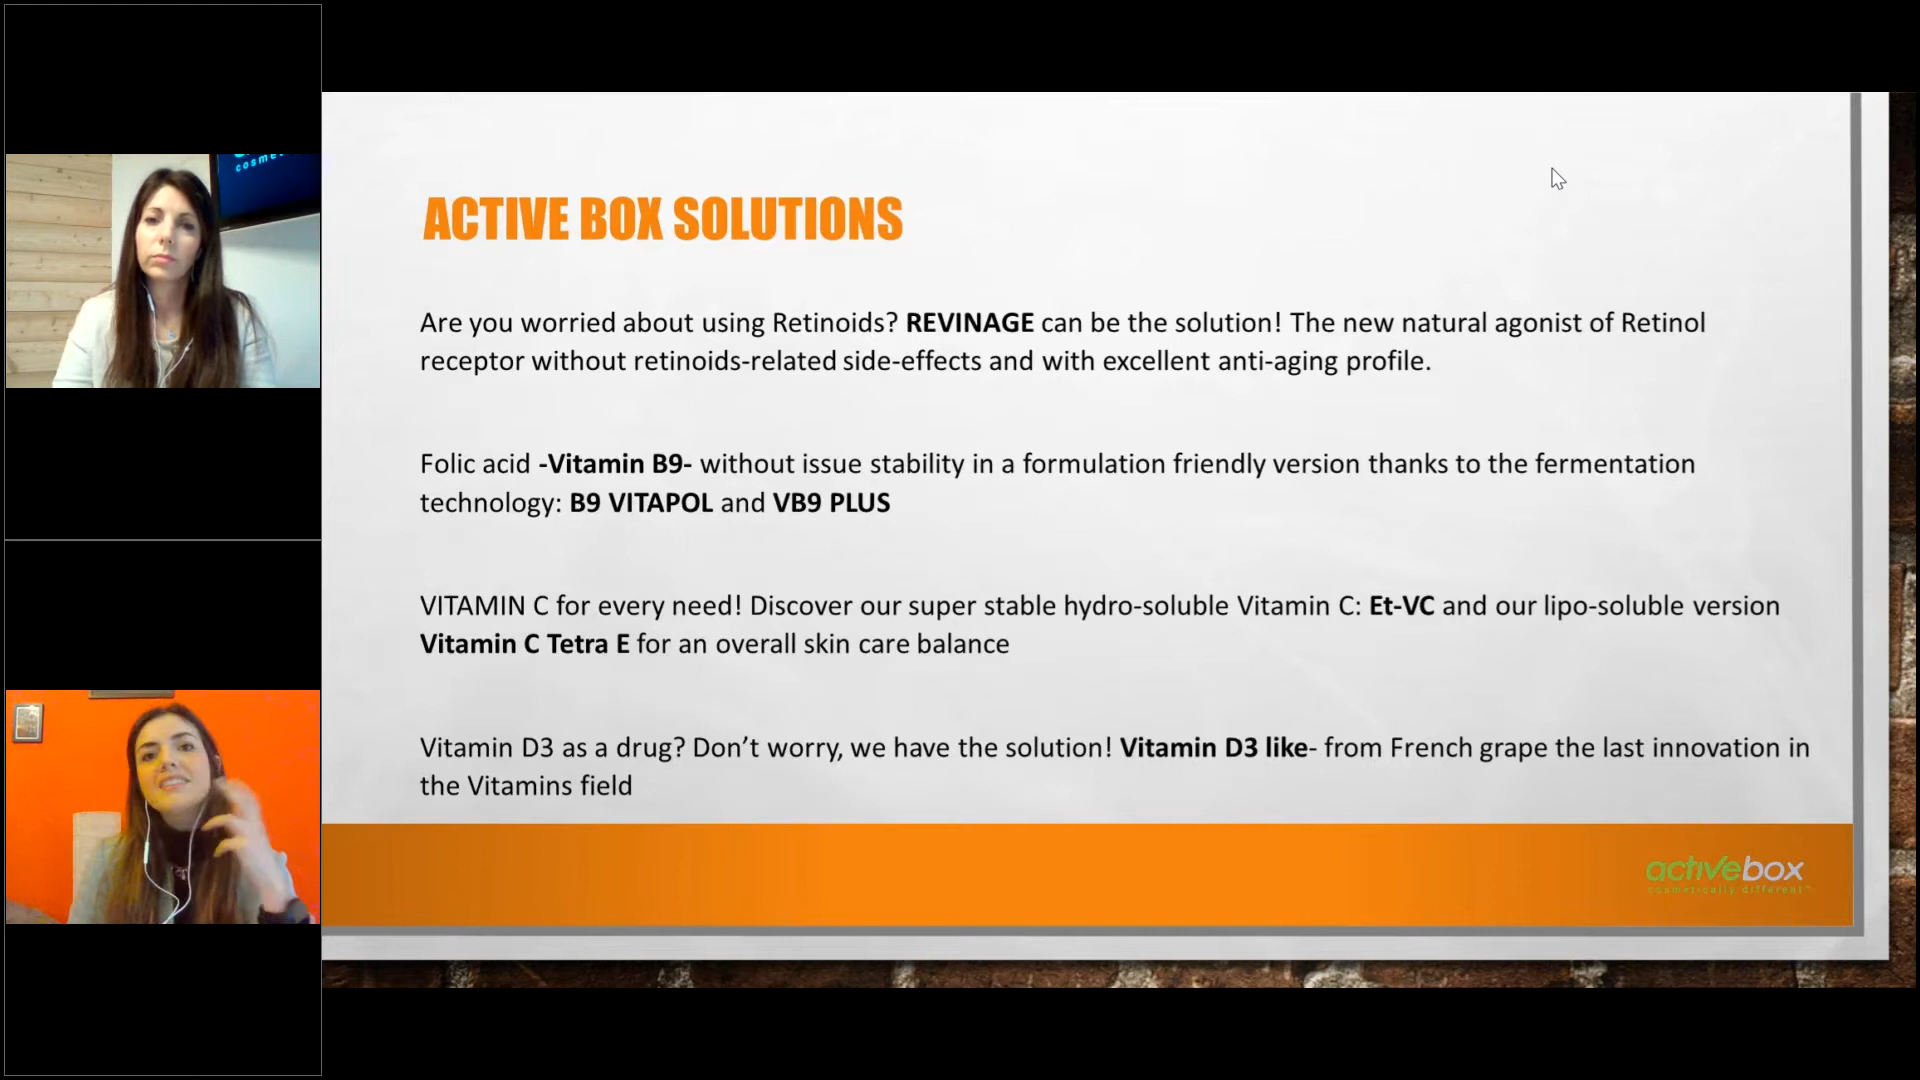 cosme
ACTIVE BOX SOLUTIONS
Are you worried about using Retinoids? REVINAGE can be the solution! The new natural agonist of Retinol
receptor without retinoids-related side-effects and with excellent anti-aging profile.
Folic acid -Vitamin B9- without issue stability in a formulation friendly version thanks to the fermentation
technology: B9 VITAPOL and VB9 PLUS
VITAMIN C for every need! Discover our super stable hydro-soluble Vitamin C: Et-VC and our lipo-soluble version
Vitamin C Tetra E for an overall skin care balance
Vitamin D3 as a drug? Don’t worry, we have the solution! Vitamin D3 like- from French grape the last innovation in
the Vitamins field
activebox
cosmetically different™